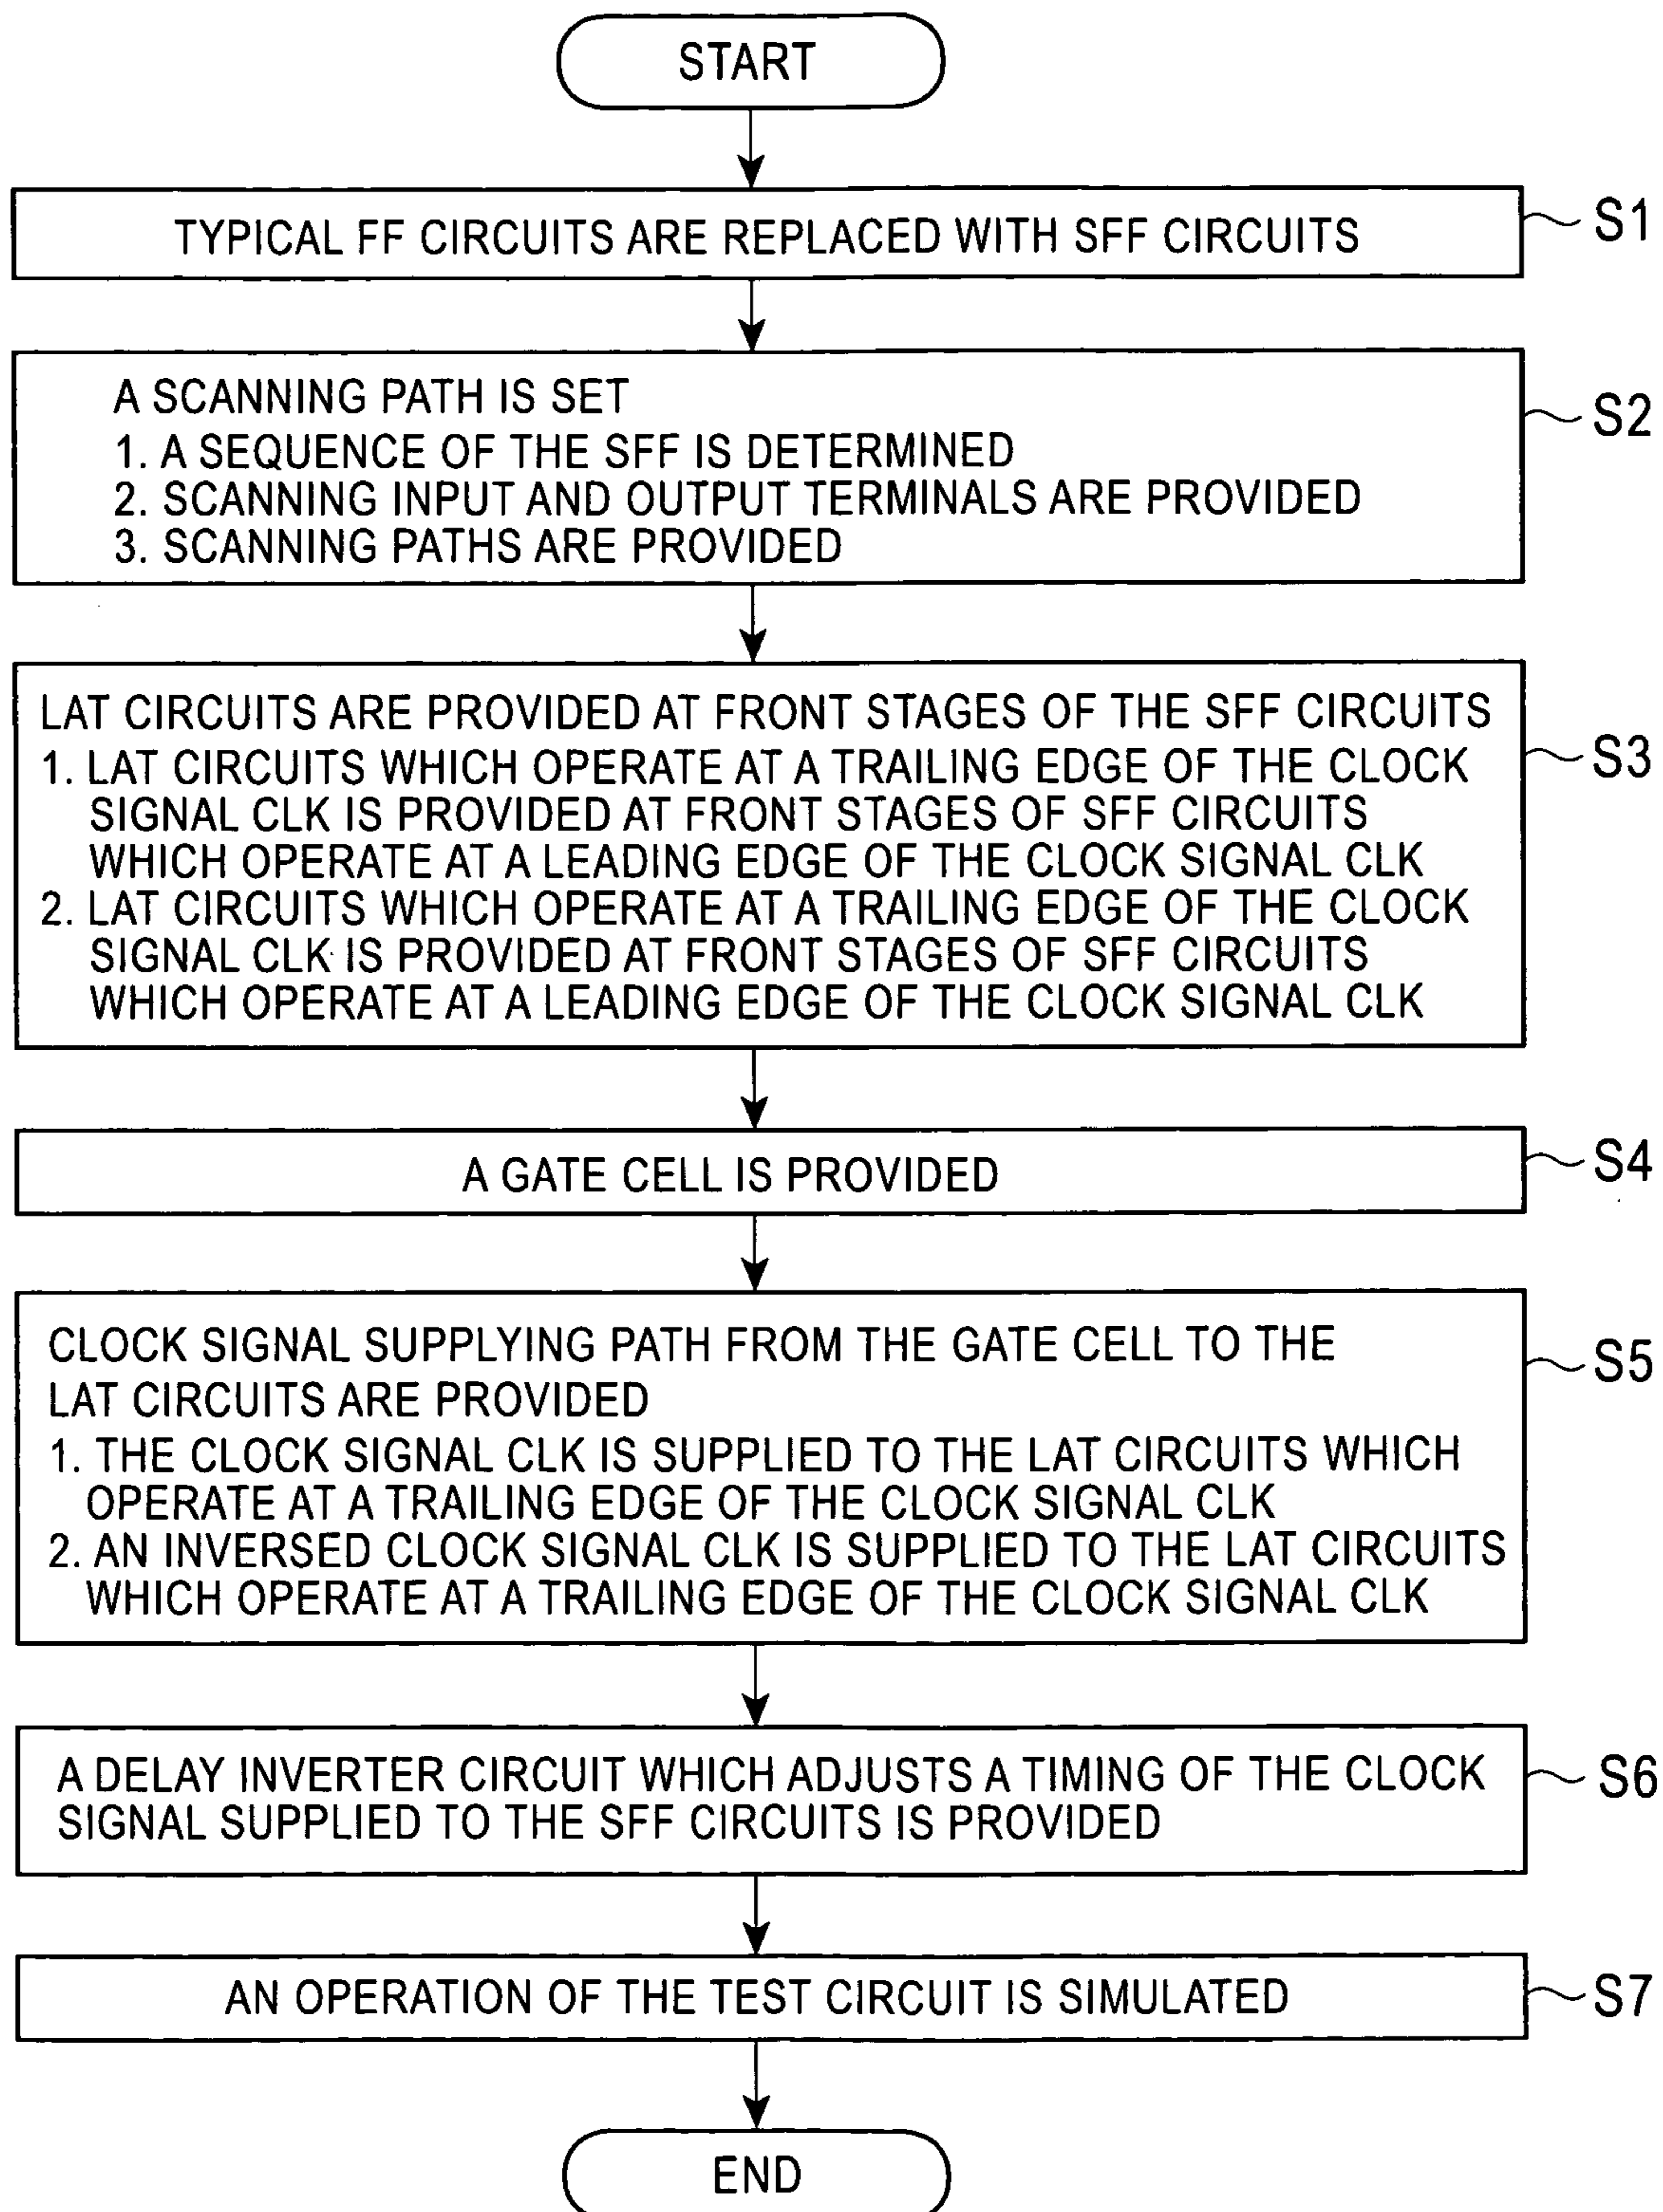 START
TYPICAL FF CIRCUITS ARE REPLACED WITH SFF CIRCUITS
S1
A SCANNING PATH IS SET
1. A SEQUENCE OF THE SFF IS DETERMINED
2. SCANNING INPUT AND OUTPUT TERMINALS ARE PROVIDED
3. SCANNING PATHS ARE PROVIDED
S2
LAT CIRCUITS ARE PROVIDED AT FRONT STAGES OF THE SFF CIRCUITS
1. LAT CIRCUITS WHICH OPERATE AT A TRAILING EDGE OF THE CLOCK
SIGNAL CLK IS PROVIDED AT FRONT STAGES OF SFF CIRCUITS
WHICH OPERATE AT A LEADING EDGE OF THE CLOCK SIGNAL CLK
2. LAT CIRCUITS WHICH OPERATE AT A TRAILING EDGE OF THE CLOCK
SIGNAL CLK IS PROVIDED AT FRONT STAGES OF SFF CIRCUITS
WHICH OPERATE AT A LEADING EDGE OF THE CLOCK SIGNAL CLK
S3
A GATE CELL IS PROVIDED
S4
CLOCK SIGNAL SUPPLYING PATH FROM THE GATE CELL TO THE
LAT CIRCUITS ARE PROVIDED
1. THE CLOCK SIGNAL CLK IS SUPPLIED TO THE LAT CIRCUITS WHICH
OPERATE AT A TRAILING EDGE OF THE CLOCK SIGNAL CLK
2. AN INVERSED CLOCK SIGNAL CLK IS SUPPLIED TO THE LAT CIRCUITS
WHICH OPERATE AT A TRAILING EDGE OF THE CLOCK SIGNAL CLK
S5
A DELAY INVERTER CIRCUIT WHICH ADJUSTS A TIMING OF THE CLOCK
SIGNAL SUPPLIED TO THE SFF CIRCUITS IS PROVIDED
S6
AN OPERATION OF THE TEST CIRCUIT IS SIMULATED
S7
END